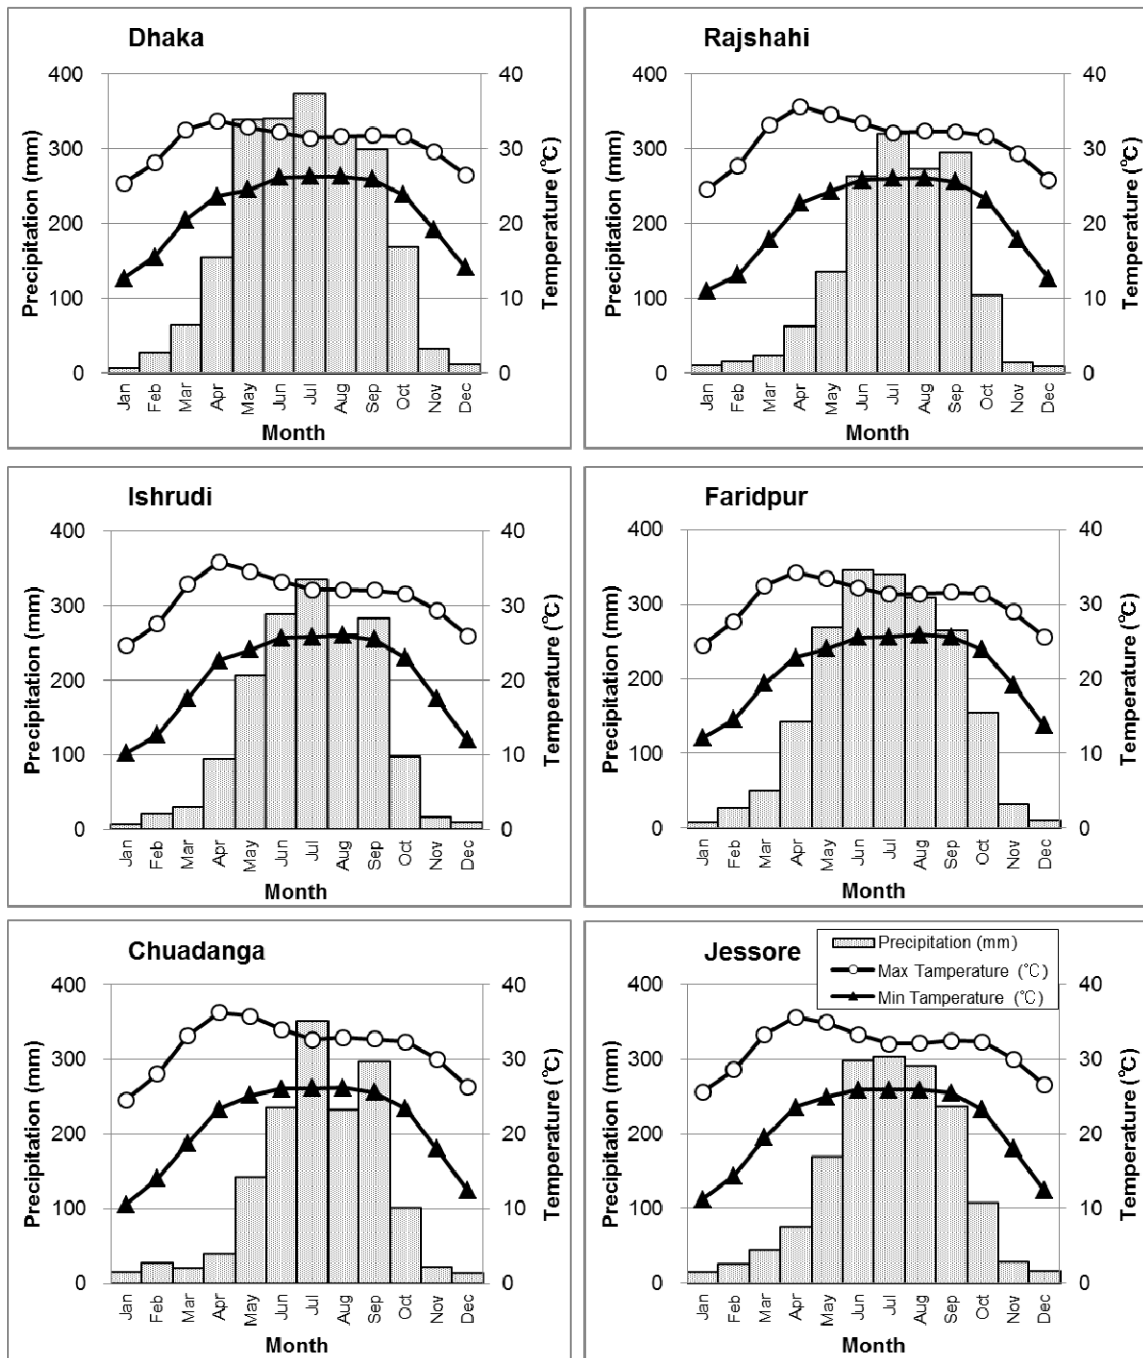 Dhaka
Precipitation (mm)
400
300
200
100
0
40
30
20
10
0
Temperature (℃)
Jan Feb Mar Apr May Jun Jul Aug Sep Oct Nov Dec
Month
Rajshahi
Precipitation (mm)
400
300
200
100
0
40
30
20
10
0
Temperature (℃)
Jan Feb Mar Apr May Jun Jul Aug Sep Oct Nov Dec
Month
Ishrudi
Precipitation (mm)
400
300
200
100
0
40
30
20
10
0
Temperature (℃)
Jan Feb Mar Apr May Jun Jul Aug Sep Oct Nov Dec
Month
Faridpur
Precipitation (mm)
400
300
200
100
0
40
30
20
10
0
Temperature (℃)
Jan Feb Mar Apr May Jun Jul Aug Sep Oct Nov Dec
Month
Chuadanga
Precipitation (mm)
400
300
200
100
0
40
30
20
10
0
Temperature (℃)
Jan Feb Mar Apr May Jun Jul Aug Sep Oct Nov Dec
Month
Jessore
Precipitation (mm)
Max Tamperature (℃)
Min Tamperature (℃)
Precipitation (mm)
400
300
200
100
0
40
30
20
10
0
Temperature (℃)
Jan Feb Mar Apr May Jun Jul Aug Sep Oct Nov Dec
Month